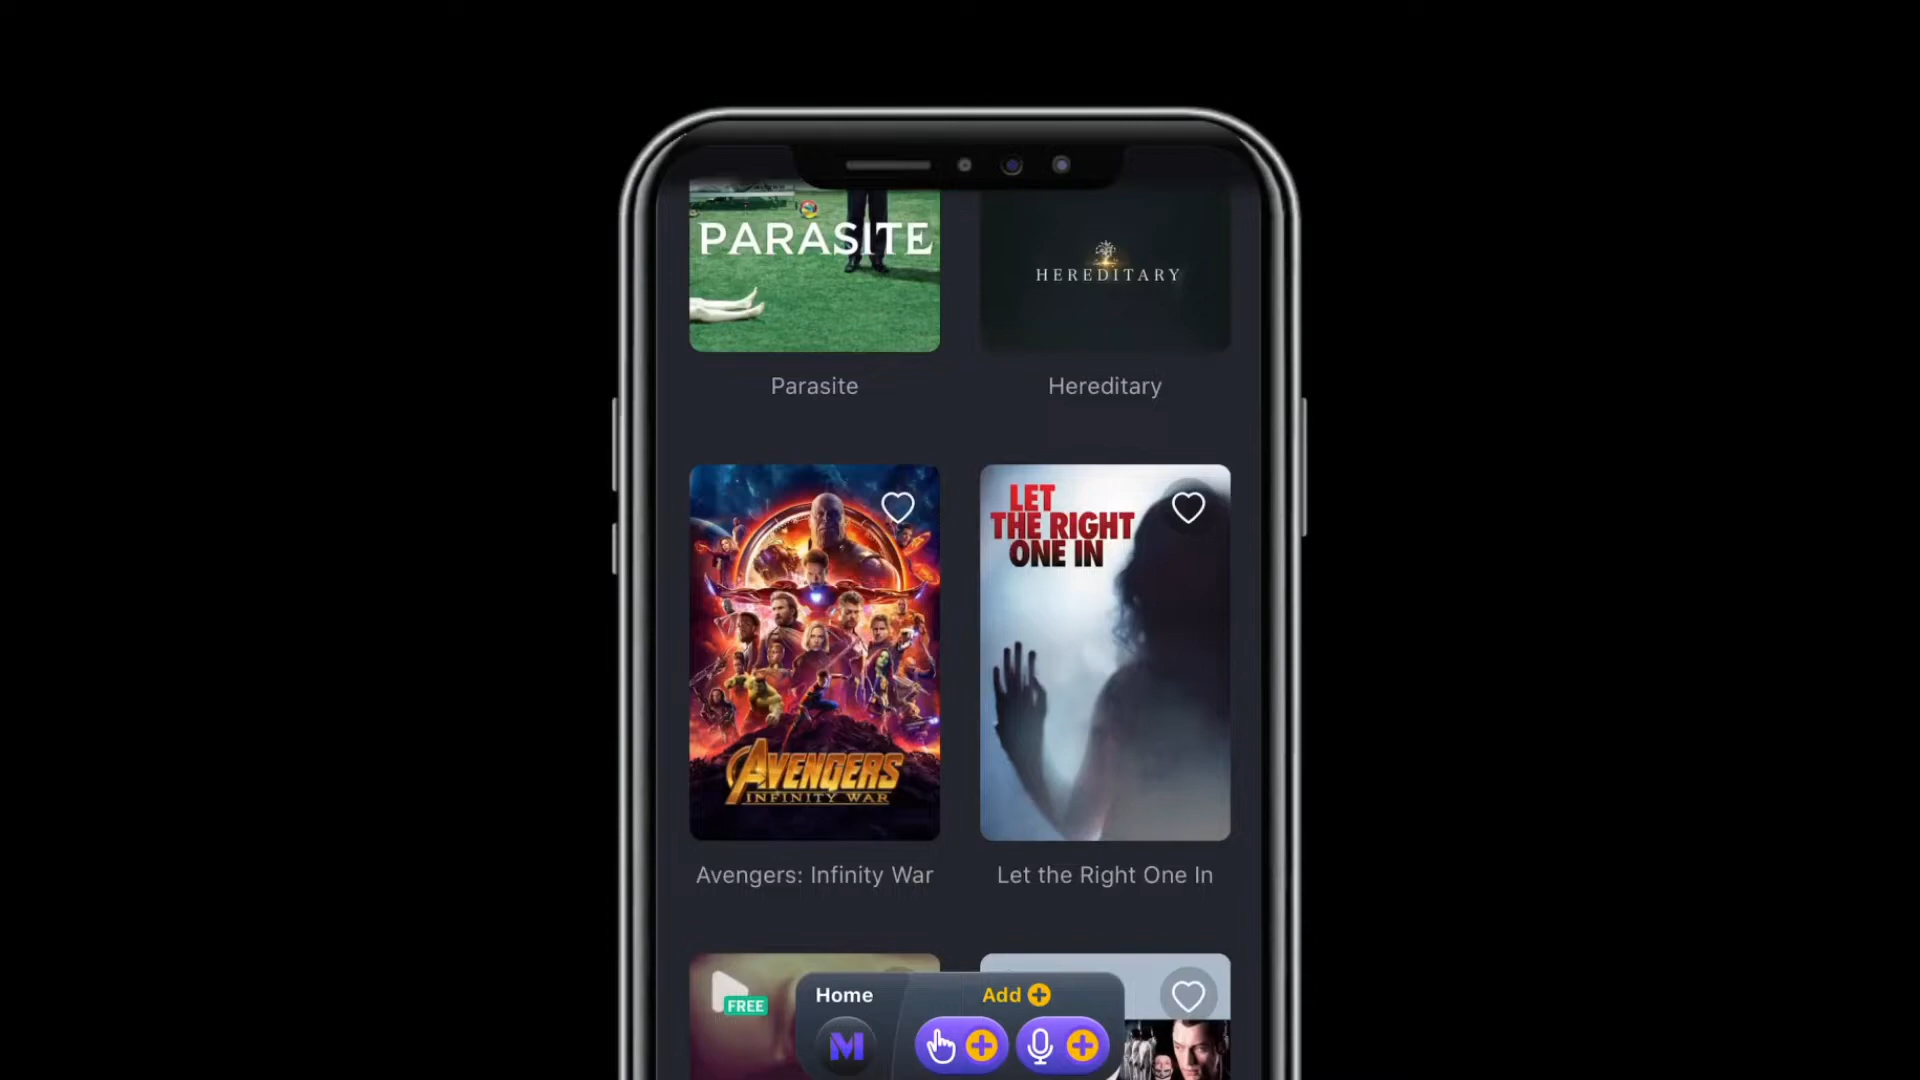 PARASITE
HEREDITARY
Parasite
Hereditary
LET
THE RIGHT
ONE IN
AVENGERS
INFINITY WAR
Avengers: Infinity War
Let the Right One In
FREE
Home
Add
M